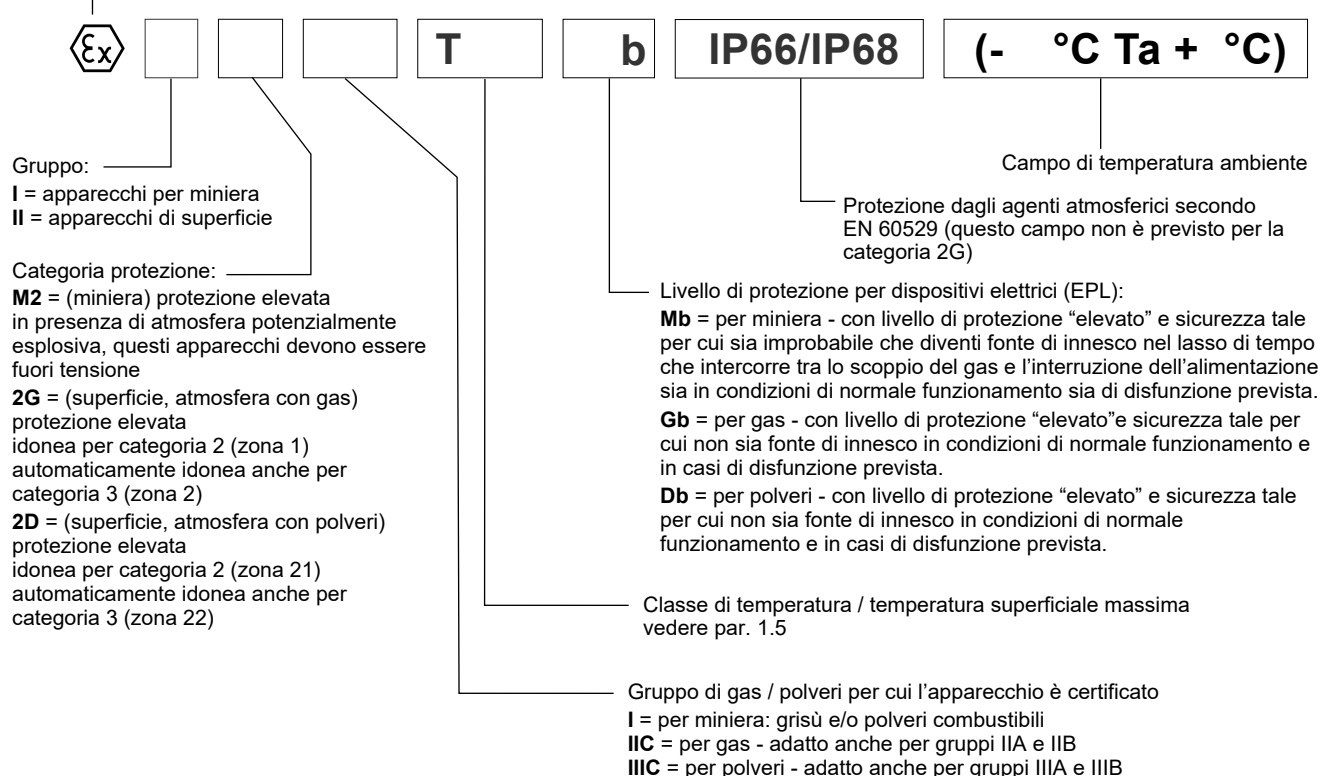 Ex T b IP66/IP68 (- °C Ta + °C)
Gruppo:
I = apparecchi per miniera
II = apparecchi di superficie
Categoria protezione:
M2 = (miniera) protezione elevata
in presenza di atmosfera potenzialmente
esplosiva, questi apparecchi devono essere
fuori tensione
2G = (superficie, atmosfera con gas)
protezione elevata
idonea per categoria 2 (zona 1)
automaticamente idonea anche per
categoria 3 (zona 2)
2D = (superficie, atmosfera con polveri)
protezione elevata
idonea per categoria 2 (zona 21)
automaticamente idonea anche per
categoria 3 (zona 22)
Campo di temperatura ambiente
Protezione dagli agenti atmosferici secondo
EN 60529 (questo campo non è previsto per la
categoria 2G)
Livello di protezione per dispositivi elettrici (EPL):
Mb = per miniera - con livello di protezione “elevato” e sicurezza tale
per cui sia improbabile che diventi fonte di innesco nel lasso di tempo
che intercorre tra lo scoppio del gas e l’interruzione dell’alimentazione
sia in condizioni di normale funzionamento sia di disfunzione prevista.
Gb = per gas - con livello di protezione “elevato”e sicurezza tale per
cui non sia fonte di innesco in condizioni di normale funzionamento e
in casi di disfunzione prevista.
Db = per polveri - con livello di protezione “elevato” e sicurezza tale
per cui non sia fonte di innesco in condizioni di normale
funzionamento e in casi di disfunzione prevista.
Classe di temperatura / temperatura superficiale massima
vedere par. 1.5
Gruppo di gas / polveri per cui l’apparecchio è certificato
I = per miniera: grisù e/o polveri combustibili
IIC = per gas - adatto anche per gruppi IIA e IIB
IIIC = per polveri - adatto anche per gruppi IIIA e IIIB